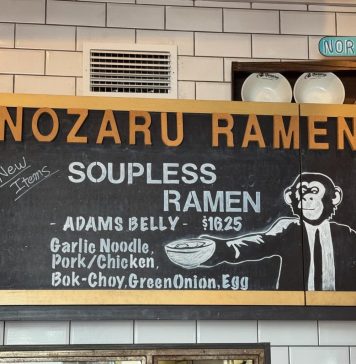 NOR
NOZARU RAMEN
New
Items
SOUPLESS
RAMEN
- ADAMS BELLY - $16.25
Garlic Noodle,
Pork/Chicken,
Bok-Choy, Green Onion, Egg